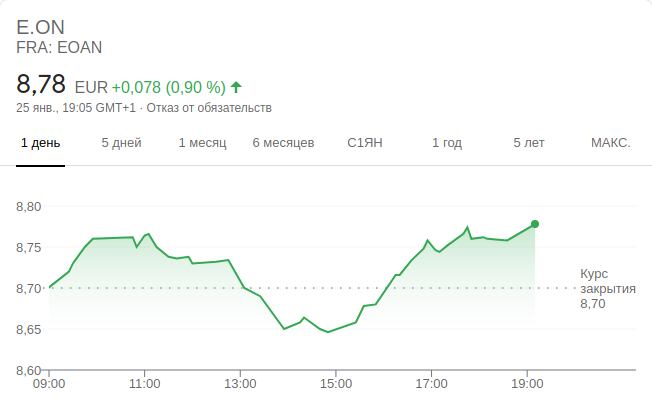 E.ON
FRA: EOAN
8,78 EUR +0,078 (0,90 %)
25 янв., 19:05 GMT+1 · Отказ от обязательств
1 день 5 дней 1 месяц 6 месяцев С1ЯН 1 год 5 лет МАКС.
8,80
8,75
Курс
8,70 закрытия
8,70
8,65
8,60
09:00 11:00 13:00 15:00 17:00 19:00